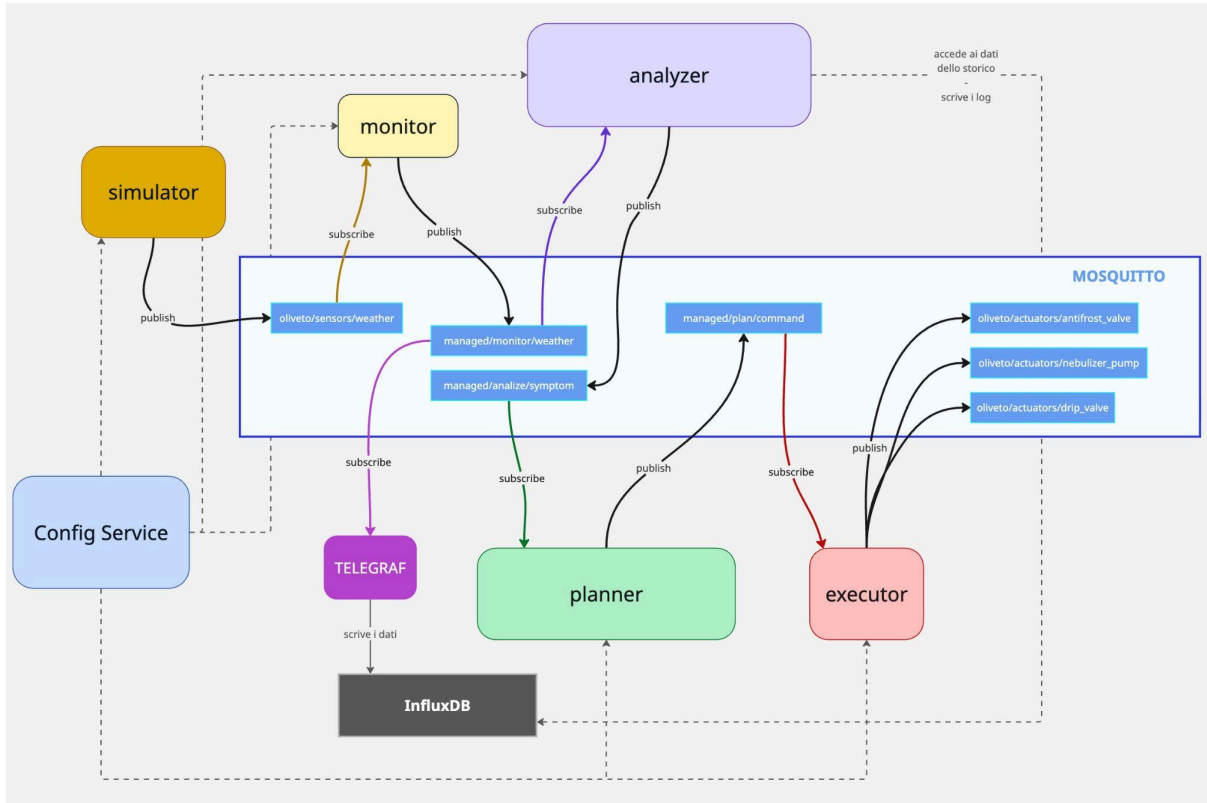 analyzer
accede ai dati
dello storico
-
scrive i log
monitor
simulator
subscribe
publish
subscribe
publish
MOSQUITTO
publish
oliveto/sensors/weather
managed/monitor/weather
managed/analize/symptom
managed/plan/command
oliveto/actuators/antifrost_valve
oliveto/actuators/nebulizer_pump
oliveto/actuators/drip_valve
subscribe
subscribe
publish
subscribe
publish
Config Service
TELEGRAF
planner
executor
scrive i dati
InfluxDB